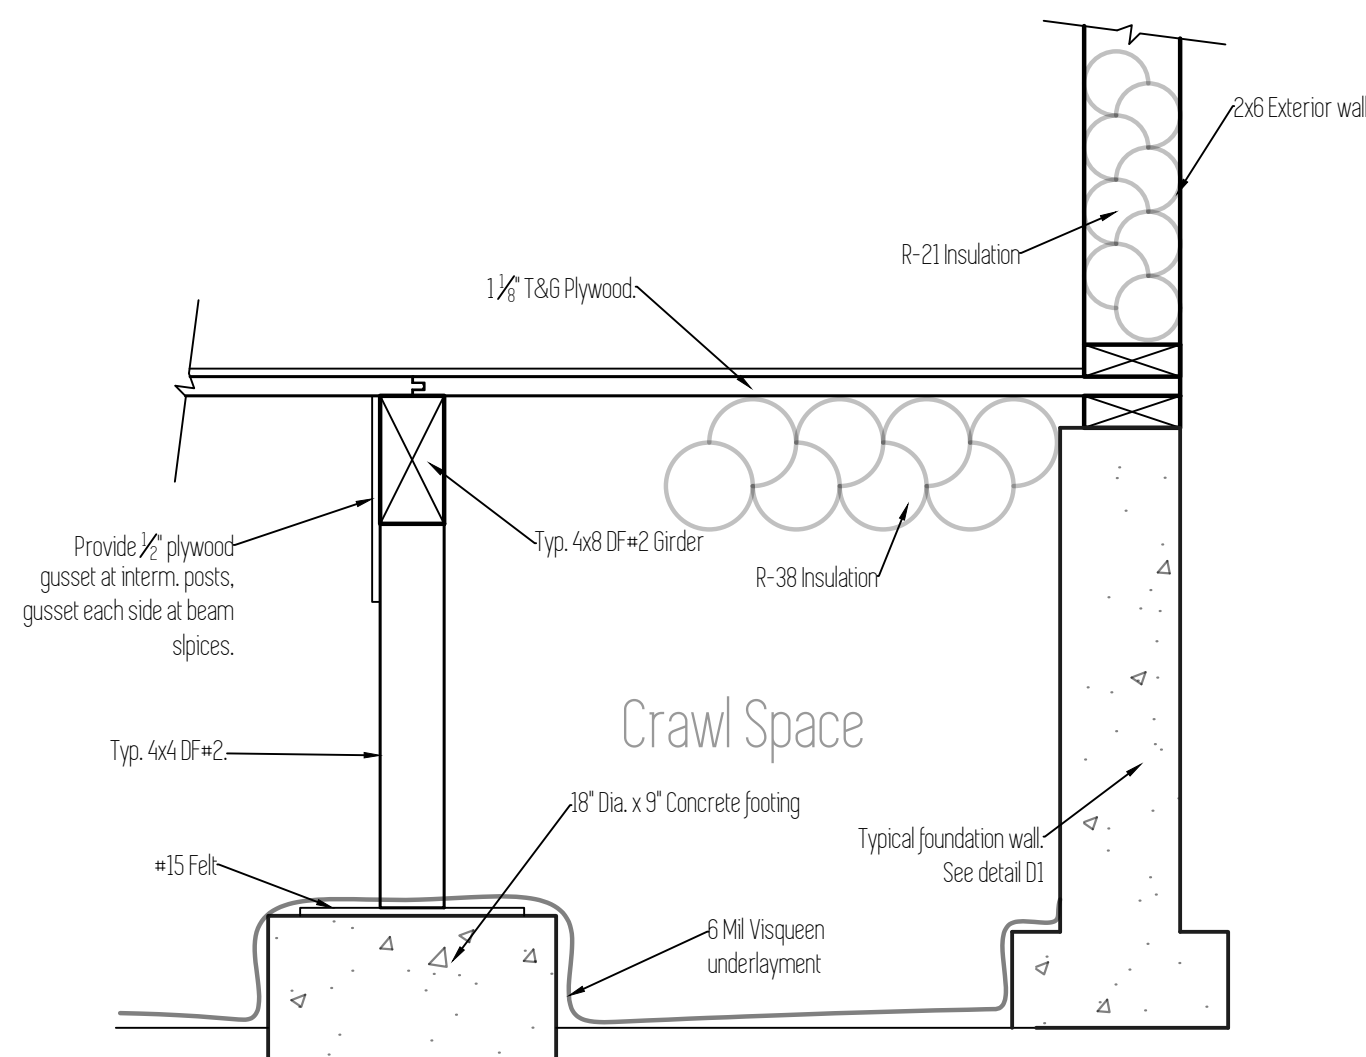 2x6 Exterior wall
R-21 Insulation
1 1/8" T&G Plywood.
Provide 1/2" plywood
gusset at interm. posts,
gusset each side at beam
slpices.
Typ. 4x8 DF#2 Girder
R-38 Insulation
Crawl Space
Typ. 4x4 DF#2.
18" Dia. x 9" Concrete footing
Typical foundation wall.
See detail D1
#15 Felt
6 Mil Visqueen
underlayment